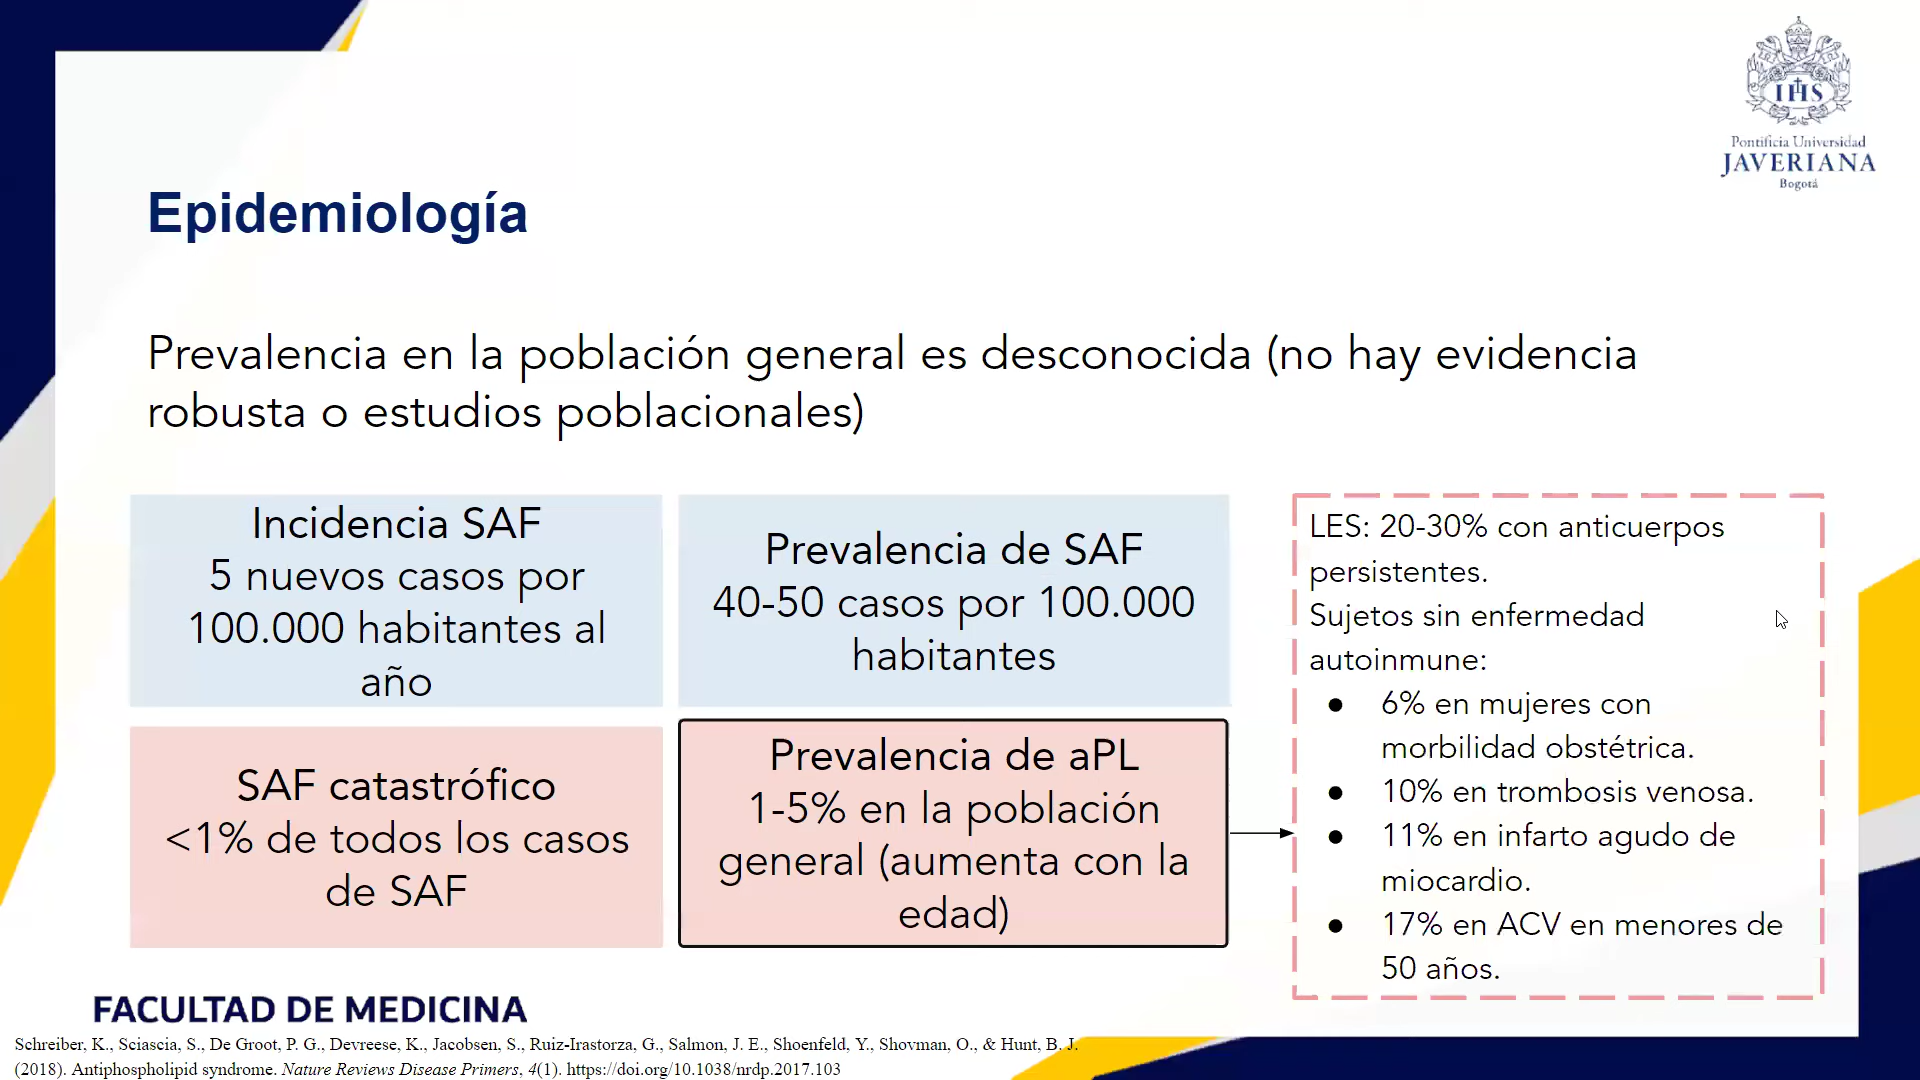 IHS
Pontificia Universidad
JAVERIANA
Bogotá
Epidemiología
Prevalencia en la población general es desconocida (no hay evidencia
robusta o estudios poblacionales)
Incidencia SAF
5 nuevos casos por
100.000 habitantes al
año
Prevalencia de SAF
40-50 casos por 100.000
habitantes
SAF catastrófico
<1% de todos los casos
de SAF
Prevalencia de aPL
1-5% en la población
general (aumenta con la
edad)
LES: 20-30% con anticuerpos
persistentes.
Sujetos sin enfermedad
autoinmune:
● 6% en mujeres con
morbilidad obstétrica.
● 10% en trombosis venosa.
● 11% en infarto agudo de
miocardio.
● 17% en ACV en menores de
50 años.
FACULTAD DE MEDICINA
Schreiber, K., Sciascia, S., De Groot, P. G., Devreese, K., Jacobsen, S., Ruiz-Irastorza, G., Salmon, J. E., Shoenfeld, Y., Shovman, O., & Hunt, B. J.
(2018). Antiphospholipid syndrome. Nature Reviews Disease Primers, 4(1). https://doi.org/10.1038/nrdp.2017.103